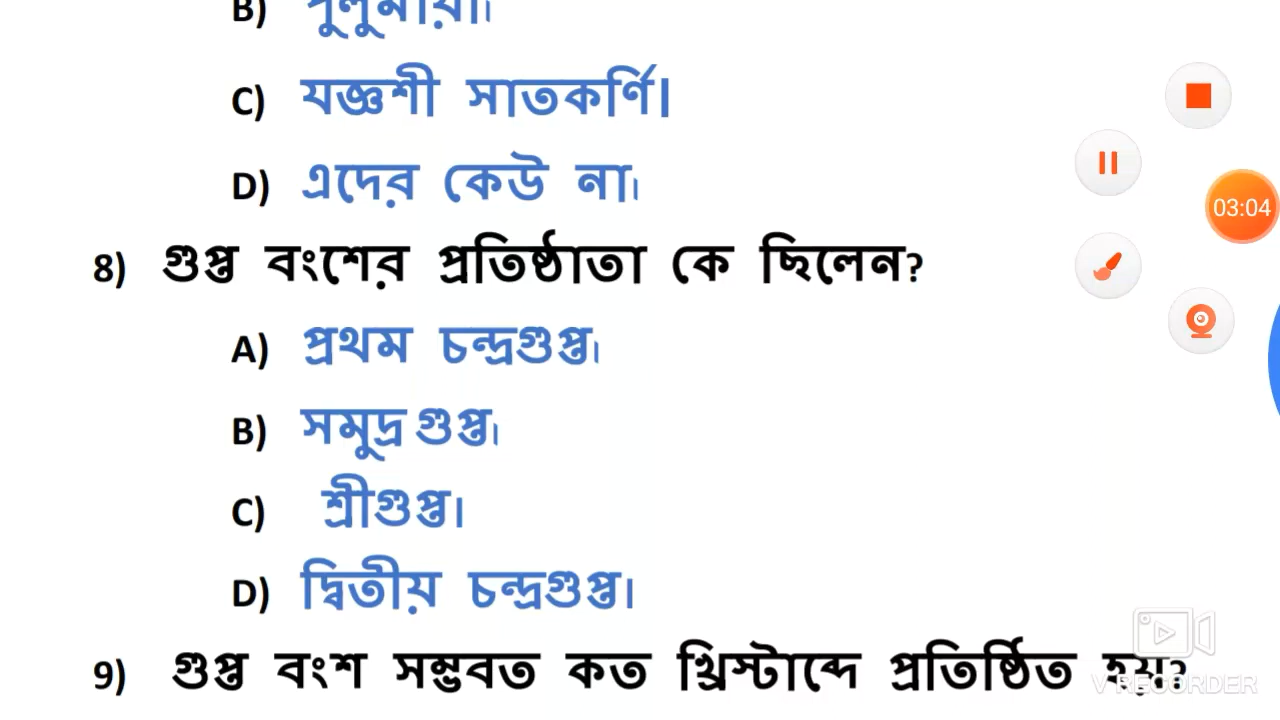 B) পুলুমায়ী।
C) যজ্ঞশী সাতকর্ণি।
D) এদের কেউ না।
03:04
8) গুপ্ত বংশের প্রতিষ্ঠাতা কে ছিলেন?
A) প্রথম চন্দ্রগুপ্ত।
B) সমুদ্র গুপ্ত।
C) শ্রীগুপ্ত।
D) দ্বিতীয় চন্দ্রগুপ্ত।
9) গুপ্ত বংশ সম্ভবত কত খ্রিস্টাব্দে প্রতিষ্ঠিত হয়?
V RECORDER